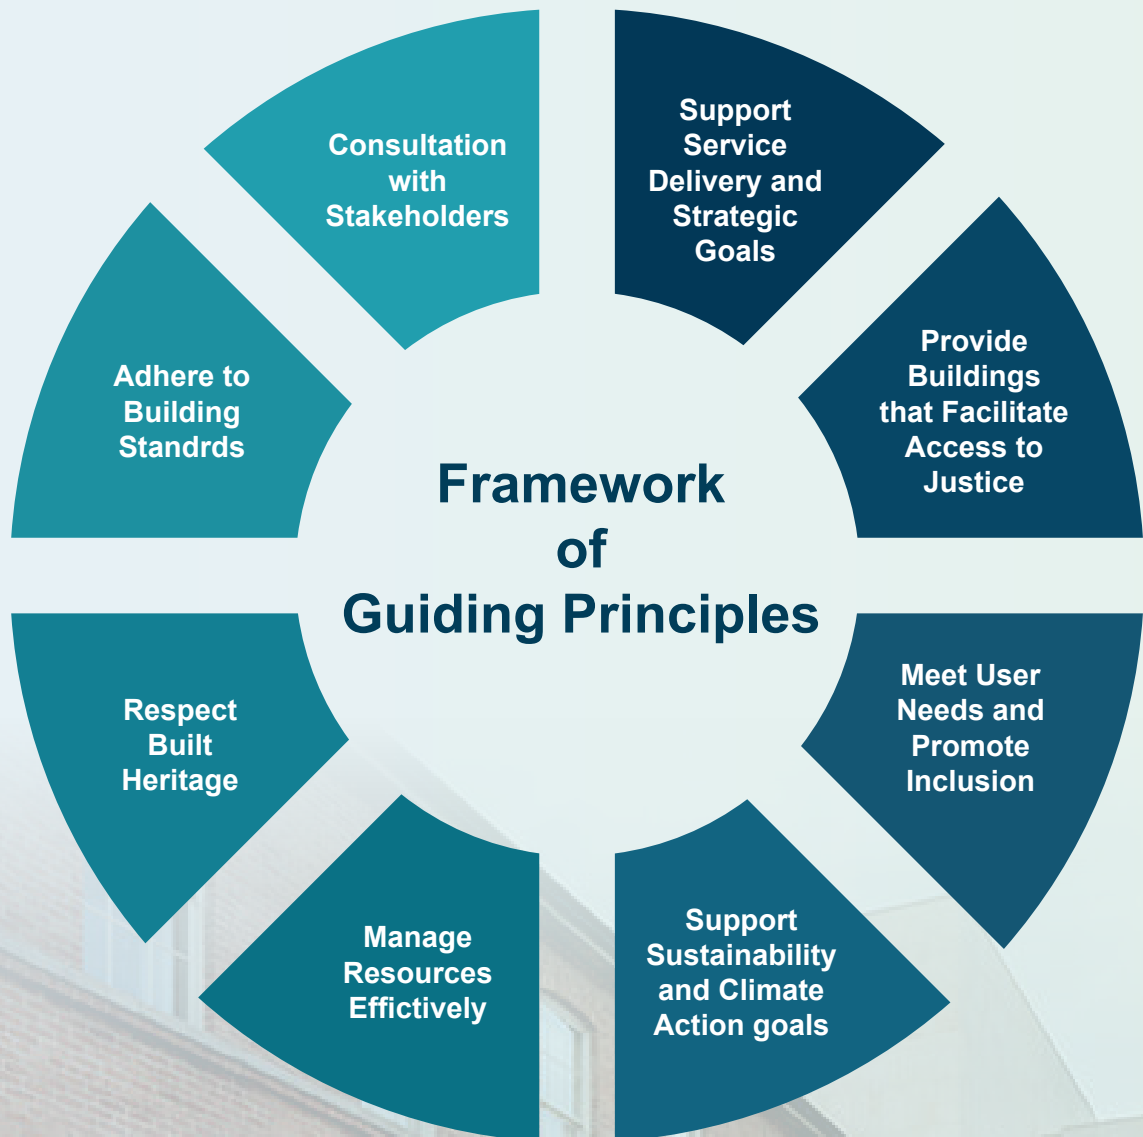 Framework
of
Guiding Principles
Support
Service
Delivery and
Strategic
Goals
Provide
Buildings
that Facilitate
Access to
Justice
Meet User
Needs and
Promote
Inclusion
Support
Sustainability
and Climate
Action goals
Manage
Resources
Effictively
Respect
Built
Heritage
Adhere to
Building
Standrds
Consultation
with
Stakeholders